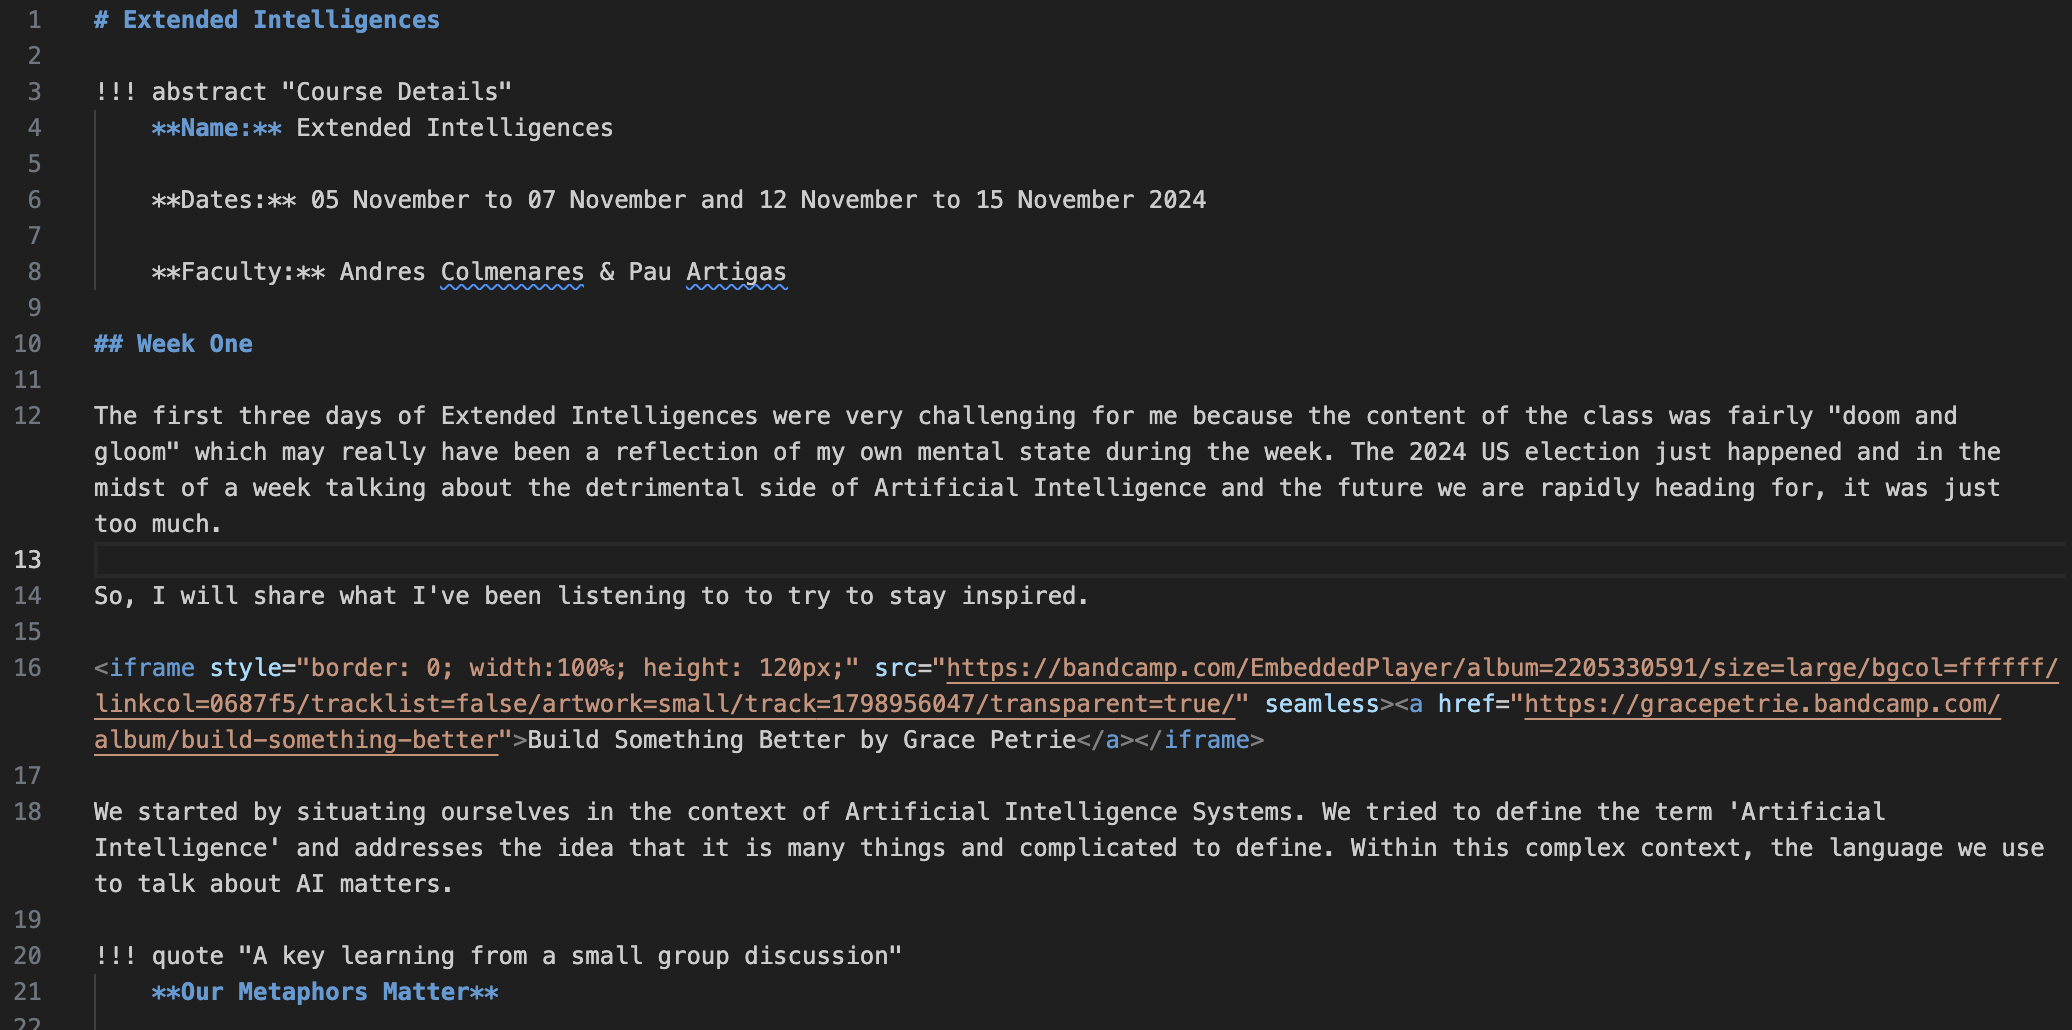 1 # Extended Intelligences
2
3 !!! abstract "Course Details"
4 **Name:** Extended Intelligences
5
6 **Dates:** 05 November to 07 November and 12 November to 15 November 2024
7
8 **Faculty:** Andres Colmenares & Pau Artigas
9
10 ## Week One
11
12 The first three days of Extended Intelligences were very challenging for me because the content of the class was fairly "doom and
gloom" which may really have been a reflection of my own mental state during the week. The 2024 US election just happened and in the
midst of a week talking about the detrimental side of Artificial Intelligence and the future we are rapidly heading for, it was just
too much.
13
14 So, I will share what I've been listening to to try to stay inspired.
15
16 <iframe style="border: 0; width:100%; height: 120px;" src="https://bandcamp.com/EmbeddedPlayer/album=2205330591/size=large/bgcol=ffffff/
linkcol=0687f5/tracklist=false/artwork=small/track=1798956047/transparent=true/" seamless><a href="https://gracepetrie.bandcamp.com/
album/build-something-better">Build Something Better by Grace Petrie</a></iframe>
17
18 We started by situating ourselves in the context of Artificial Intelligence Systems. We tried to define the term 'Artificial
Intelligence' and addresses the idea that it is many things and complicated to define. Within this complex context, the language we use
to talk about AI matters.
19
20 !!! quote "A key learning from a small group discussion"
21 **Our Metaphors Matter**
22